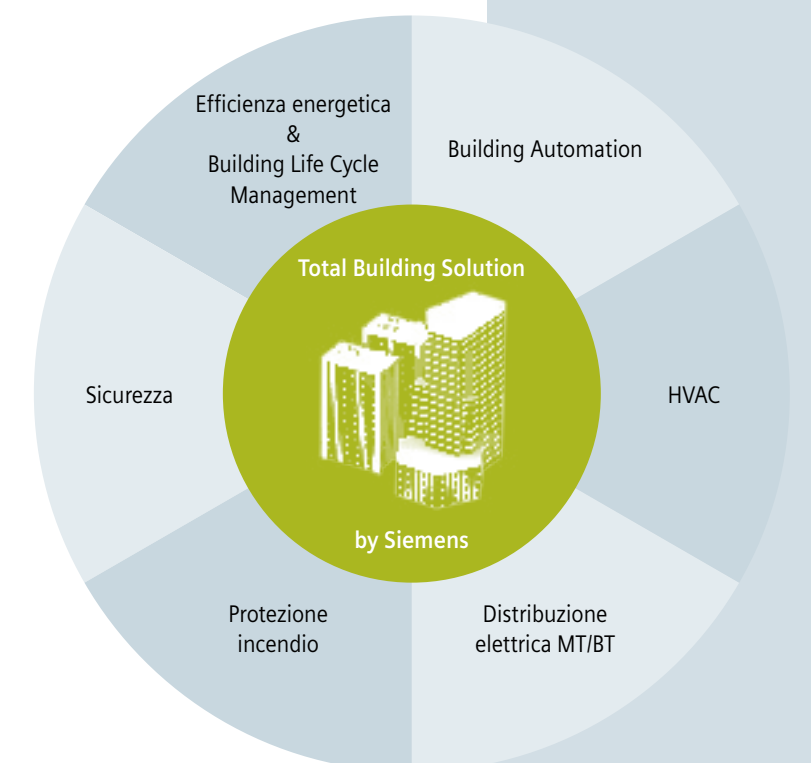 Efficienza energetica
&
Building Life Cycle
Management
Building Automation
Total Building Solution
Sicurezza
HVAC
by Siemens
Protezione
incendio
Distribuzione
elettrica MT/BT